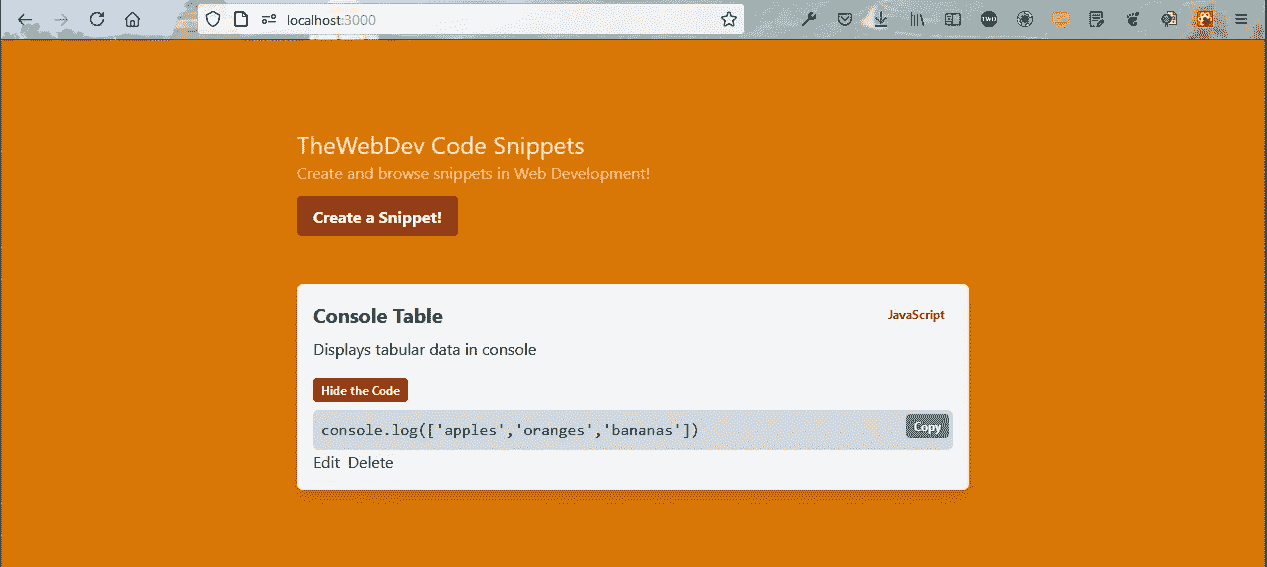 localhost:3000
TWD
TheWebDev Code Snippets
Create and browse snippets in Web Development!
Create a Snippet!
Console Table
JavaScript
Displays tabular data in console
Hide the Code
console.log(['apples','oranges','bananas'])
Copy
Edit Delete